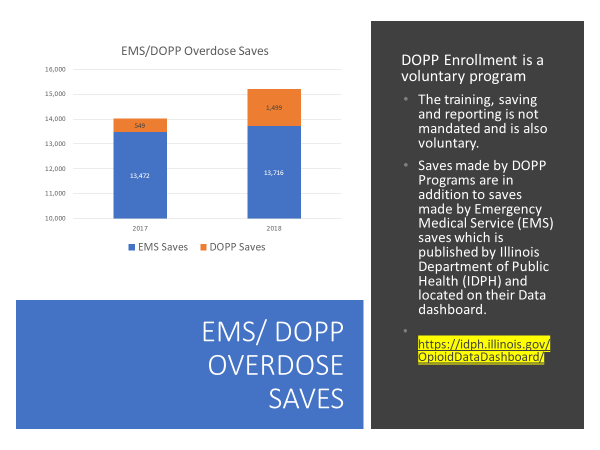 EMS/DOPP Overdose Saves
16,000
15,000
14,000
13,000
12,000
11,000
10,000
549
13,472
1,499
13,716
2017
2018
EMS Saves
DOPP Saves
EMS/ DOPP
OVERDOSE
SAVES
DOPP Enrollment is a
voluntary program
• The training, saving
and reporting is not
mandated and is also
voluntary.
• Saves made by DOPP
Programs are in
addition to saves
made by Emergency
Medical Service (EMS)
saves which is
published by Illinois
Department of Public
Health (IDPH) and
located on their Data
dashboard.
•
https://idph.illinois.gov/
OpioidDataDashboard/